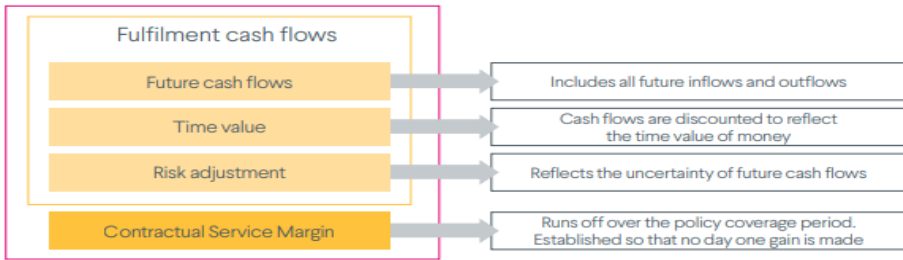 Fulfilment cash flows
Future cash flows
Includes all future inflows and outflows
Time value
Cash flows are discounted to reflect
the time value of money
Risk adjustment
Reflects the uncertainty of future cash flows
Contractual Service Margin
Runs off over the policy coverage period.
Established so that no day one gain is made